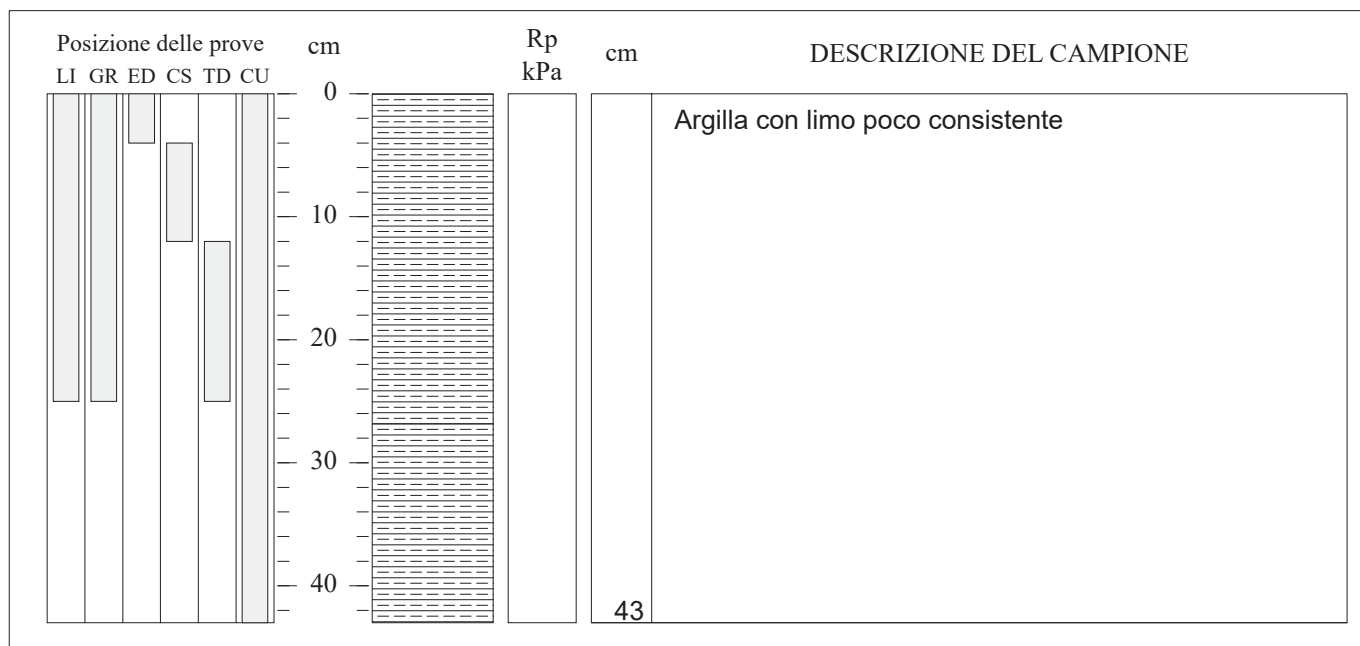 Posizione delle prove
LI GR ED CS TD CU
cm
Rp
kPa
cm
DESCRIZIONE DEL CAMPIONE
0
10
20
30
40
43
Argilla con limo poco consistente